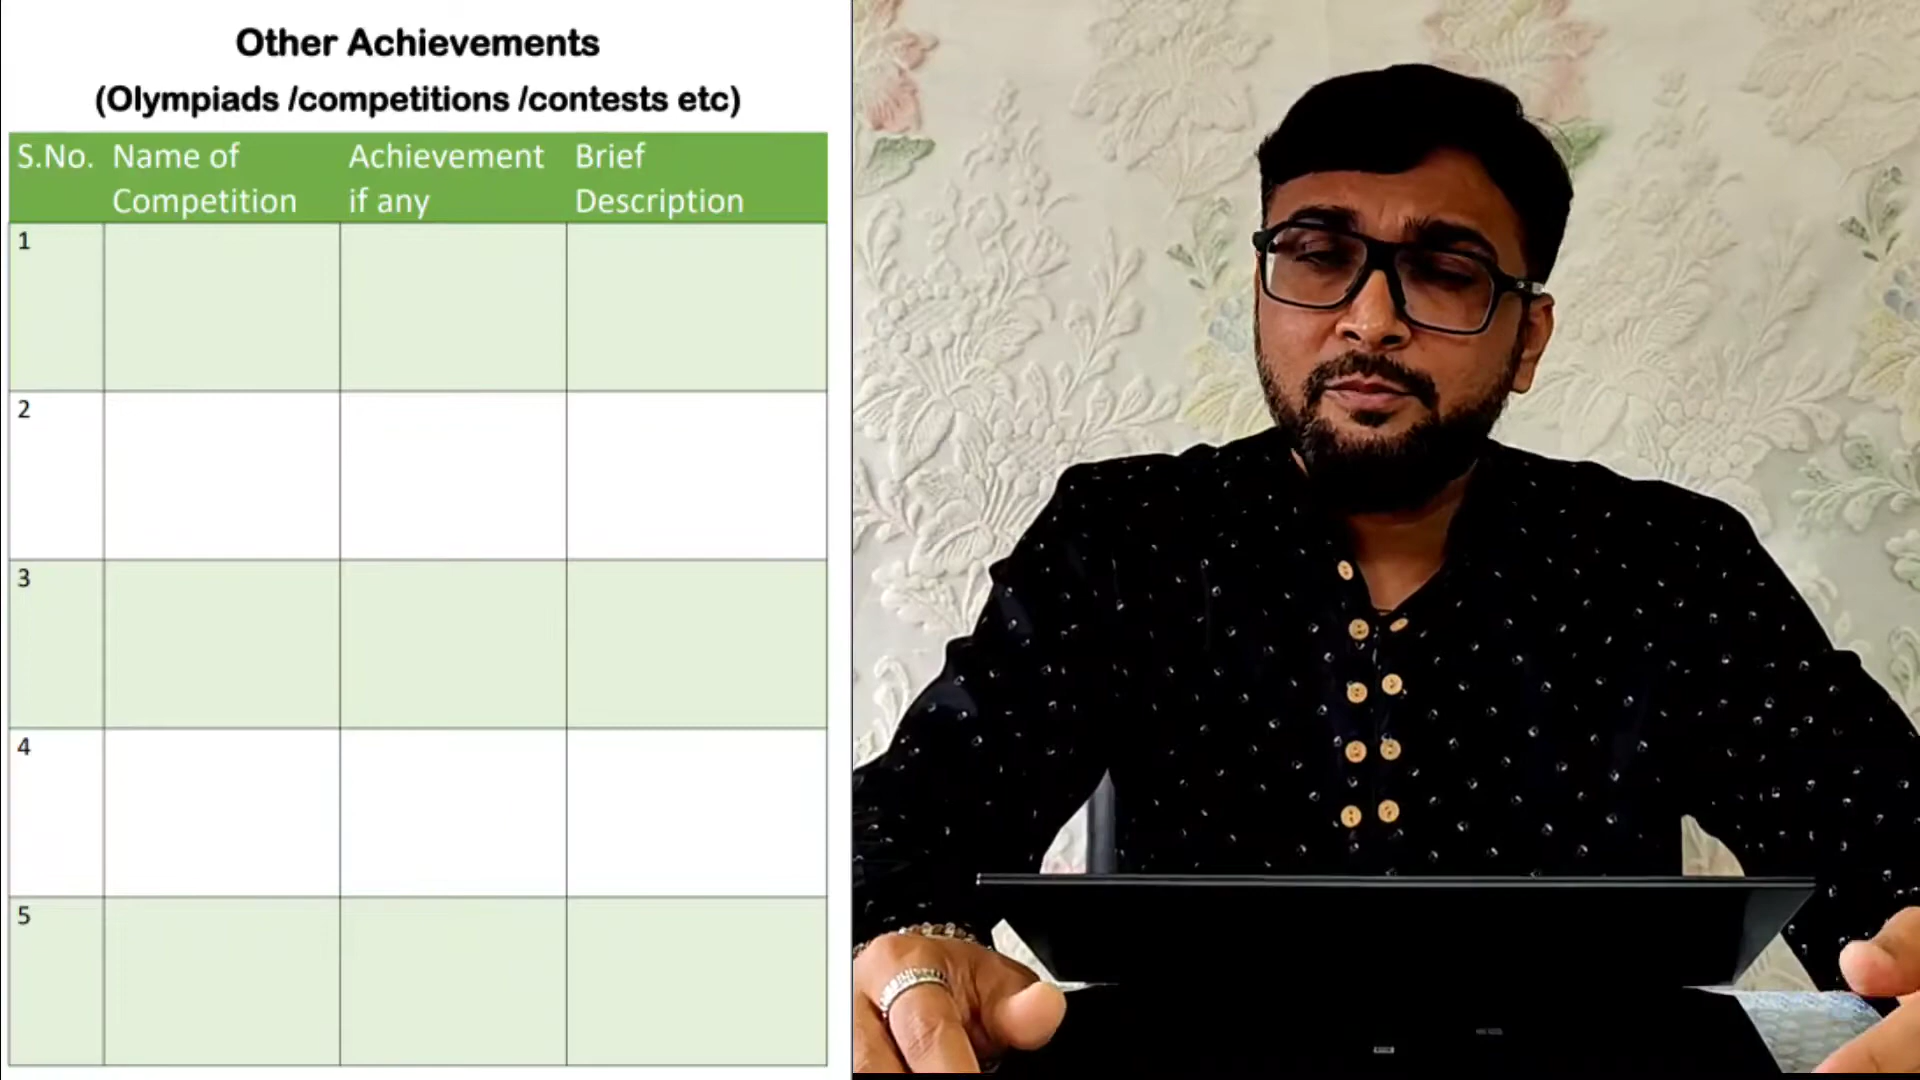 Other Achievements
(Olympiads /competitions /contests etc)
S.No. Name of Competition Achievement if any Brief Description
1
2
3
4
5